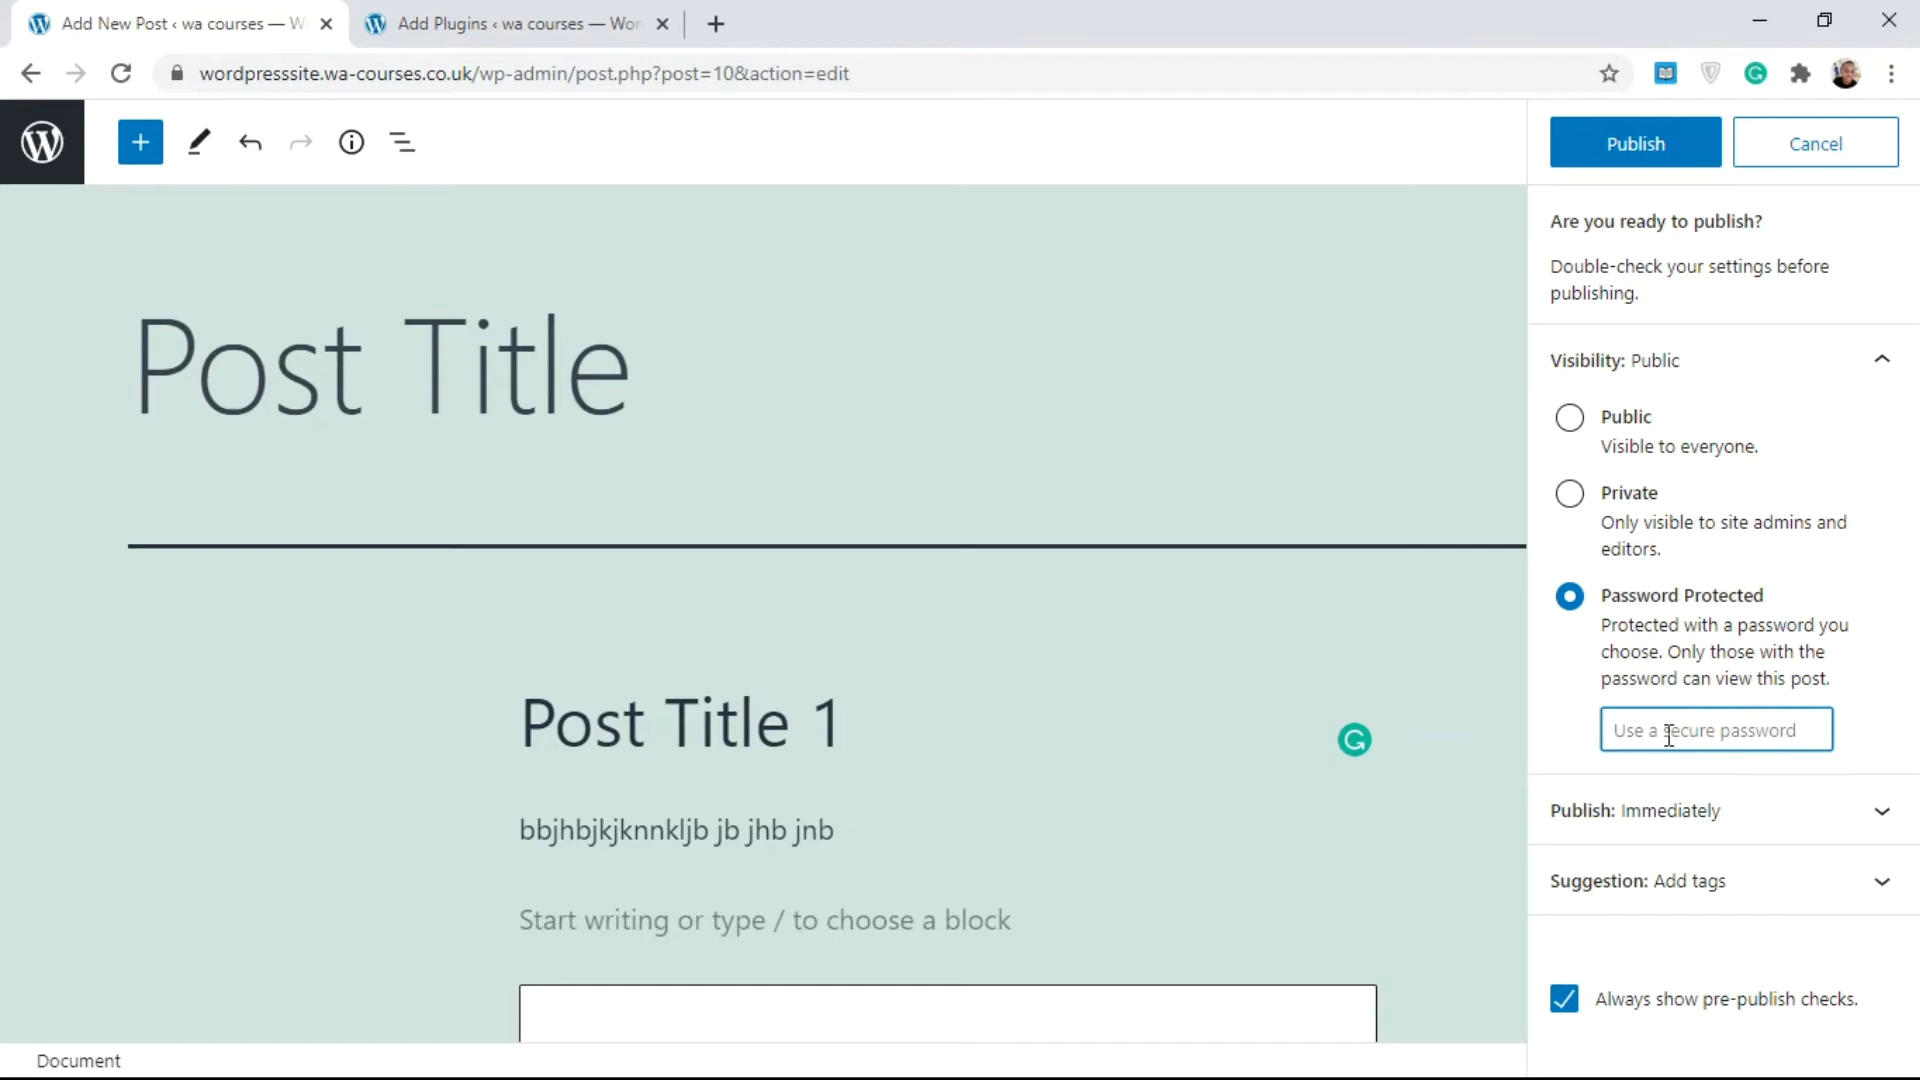 Add New Post ‹ wa courses — W
Add Plugins ‹ wa courses — Wor
wordpresssite.wa-courses.co.uk/wp-admin/post.php?post=10&action=edit
Publish
Cancel
Are you ready to publish?
Double-check your settings before
publishing.
Post Title
Visibility: Public
Public
Visible to everyone.
Private
Only visible to site admins and
editors.
Password Protected
Protected with a password you
choose. Only those with the
password can view this post.
Use a secure password
Post Title 1
bbjhbjkjknnkljb jb jhb jnb
Start writing or type / to choose a block
Publish: Immediately
Suggestion: Add tags
Always show pre-publish checks.
Document